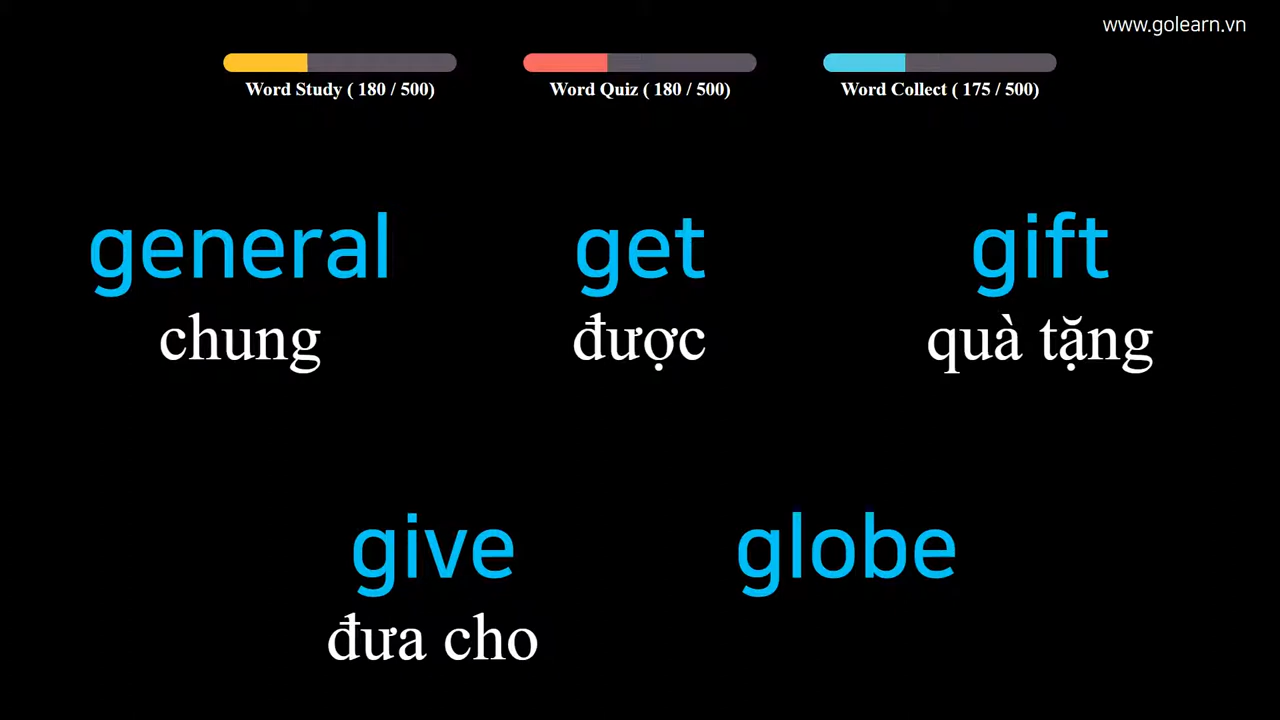 www.golearn.vn
Word Study ( 180 / 500)
Word Quiz ( 180 / 500)
Word Collect ( 175 / 500)
general
get
gift
chung
được
quà tặng
give
globe
đưa cho